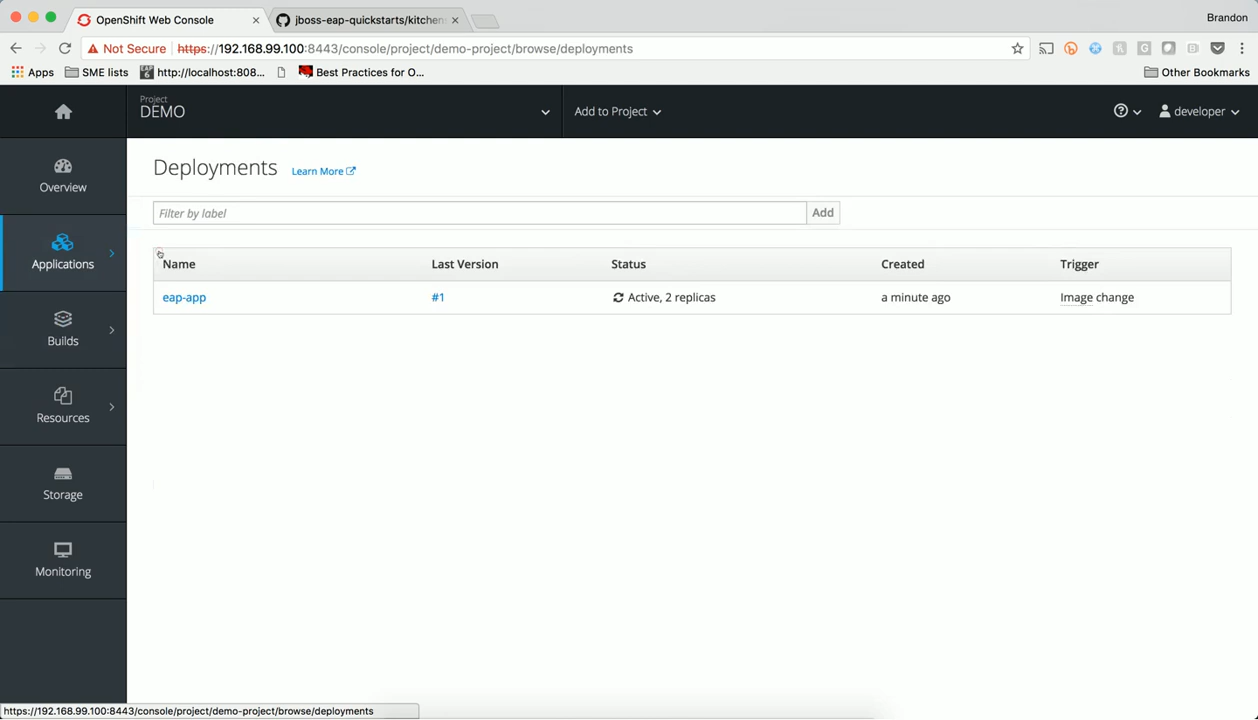 OpenShift Web Console
jboss-eap-quickstarts/kitchen
Brandon
Not Secure https://192.168.99.100:8443/console/project/demo-project/browse/deployments
Apps SME lists http://localhost:808... Best Practices for O... Other Bookmarks
Project
DEMO
Add to Project
developer
Overview
Applications
Builds
Resources
Storage
Monitoring
Deployments Learn More
Filter by label
Add
Name Last Version Status Created Trigger
eap-app #1 Active, 2 replicas a minute ago Image change
https://192.168.99.100:8443/console/project/demo-project/browse/deployments